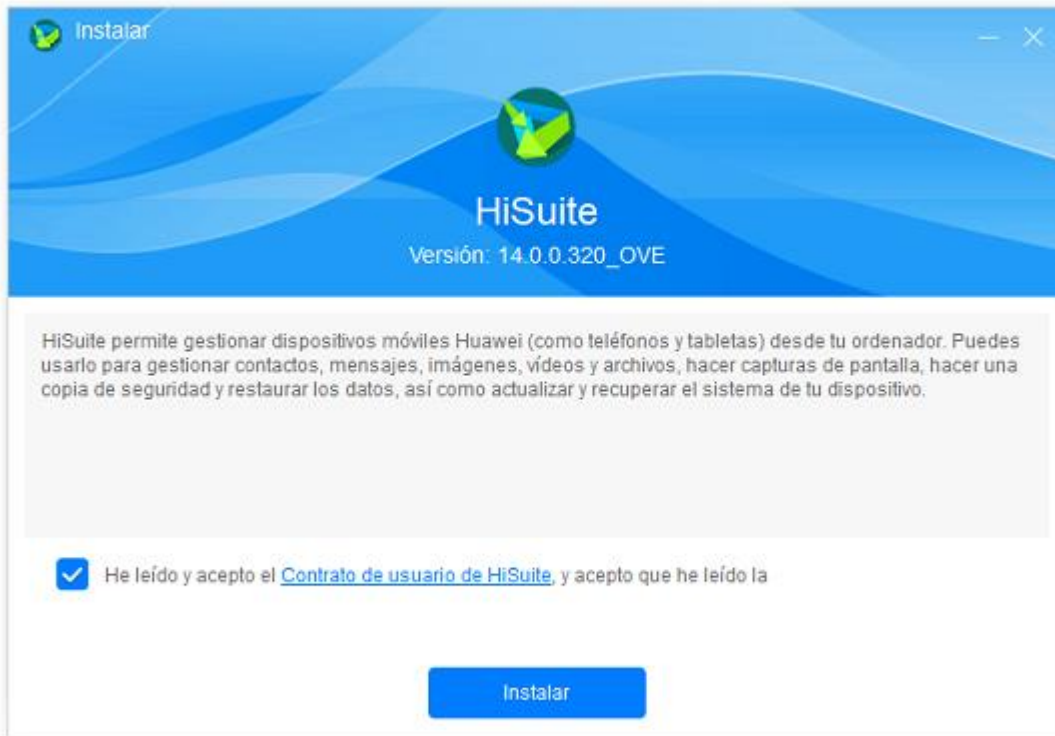 Instalar
HiSuite
Versión: 14.0.0.320_OVE
HiSuite permite gestionar dispositivos móviles Huawei (como teléfonos y tabletas) desde tu ordenador. Puedes
usarlo para gestionar contactos, mensajes, imágenes, vídeos y archivos, hacer capturas de pantalla, hacer una
copia de seguridad y restaurar los datos, así como actualizar y recuperar el sistema de tu dispositivo.
He leído y acepto el Contrato de usuario de HiSuite, y acepto que he leído la
Instalar